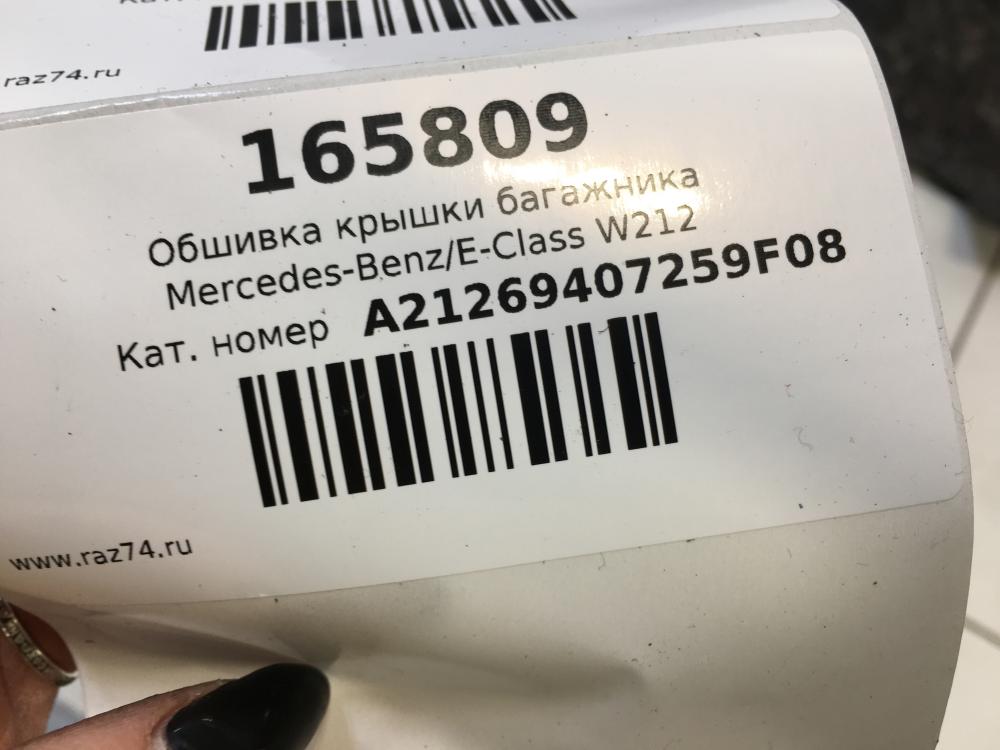 raz74.ru
165809
Обшивка крышки багажника
Mercedes-Benz/E-Class W212
Кат. номер A21269407259F08
www.raz74.ru